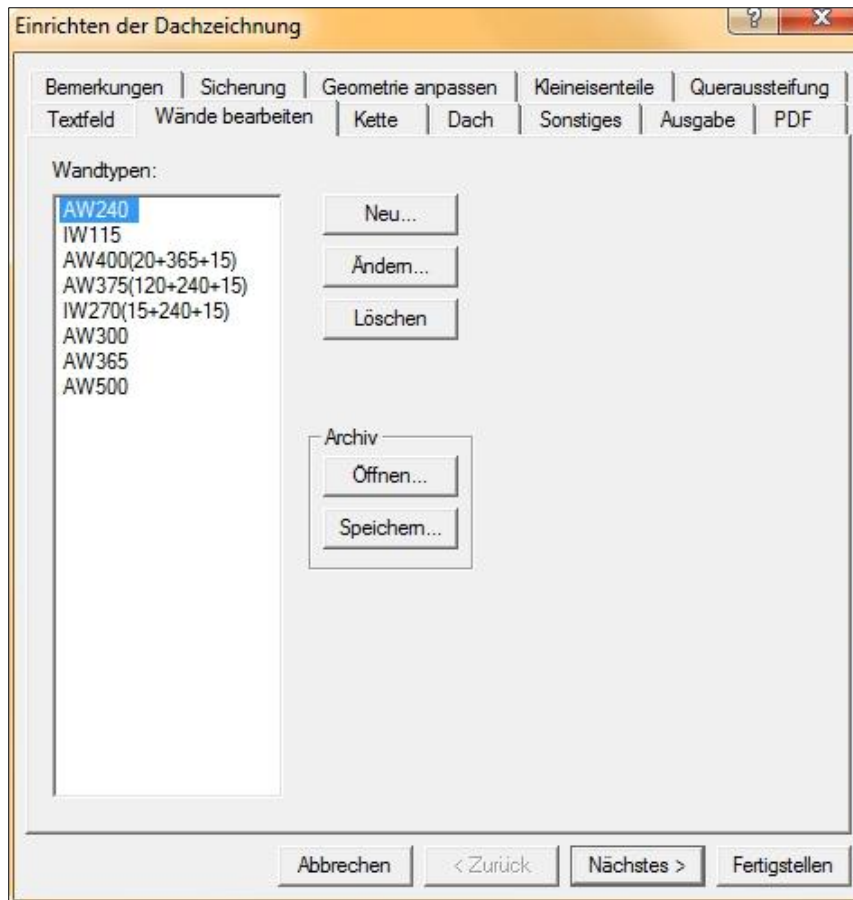 Einrichten der Dachzeichnung
? X
Bemerkungen Sicherung Geometrie anpassen Kleineisenteile Queraussteifung
Textfeld Wände bearbeiten Kette Dach Sonstiges Ausgabe PDF
Wandtypen:
AW240
IW115
AW400(20+365+15)
AW375(120+240+15)
IW270(15+240+15)
AW300
AW365
AW500
Neu...
Ändern...
Löschen
Archiv
Öffnen...
Speichern...
Abbrechen < Zurück Nächstes > Fertigstellen